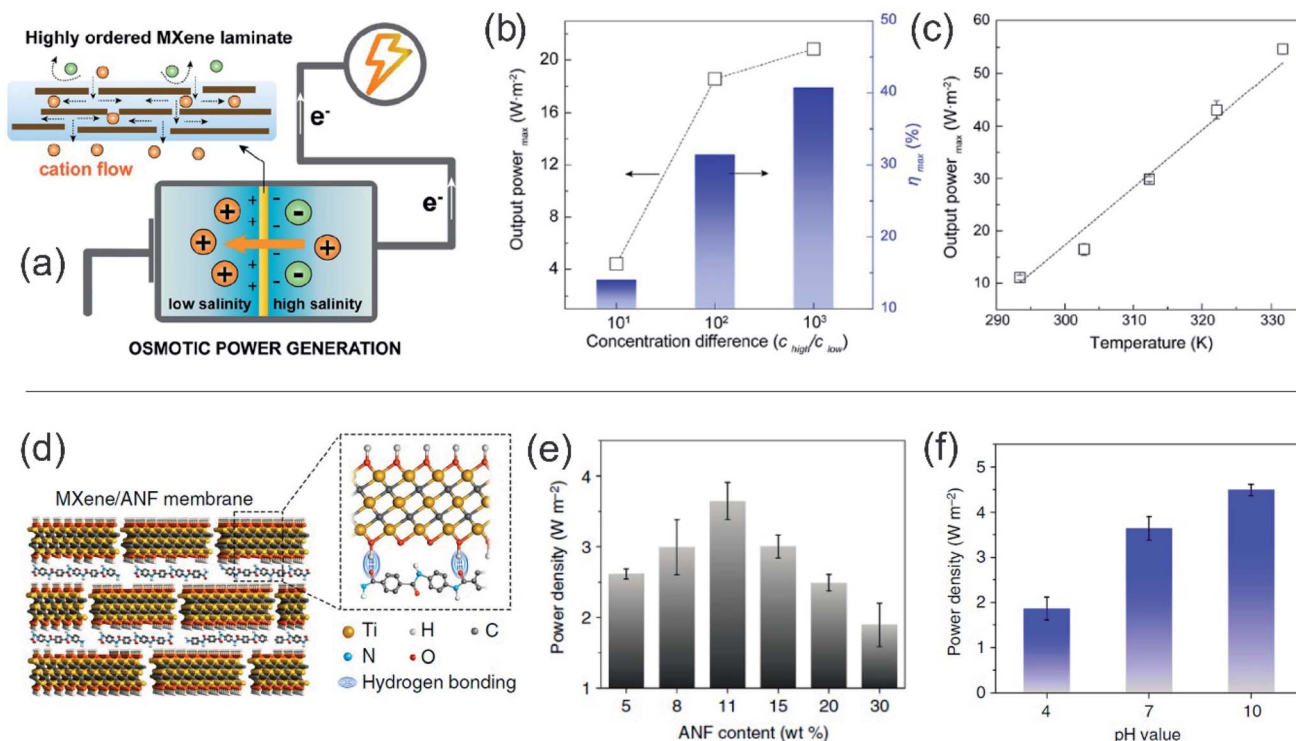 (a)
Highly ordered MXene laminate
cation flow
e-
e-
+ + + + -
+ + + + +
- - - - -
low salinity high salinity
OSMOTIC POWER GENERATION
(b)
Output power max (W·m-2)
20
16
12
8
4
50
40
30
20
10
η max (%)
10¹ 10² 10³
Concentration difference (c high/c low)
(c)
Output power max (W·m-2)
60
50
40
30
20
10
290 300 310 320 330
Temperature (K)
(d)
MXene/ANF membrane
Ti H C
N O
Hydrogen bonding
(e)
Power density (W m–2)
4
3
2
1
5 8 11 15 20 30
ANF content (wt %)
(f)
Power density (W m–2)
5
4
3
2
1
0
4 7 10
pH value